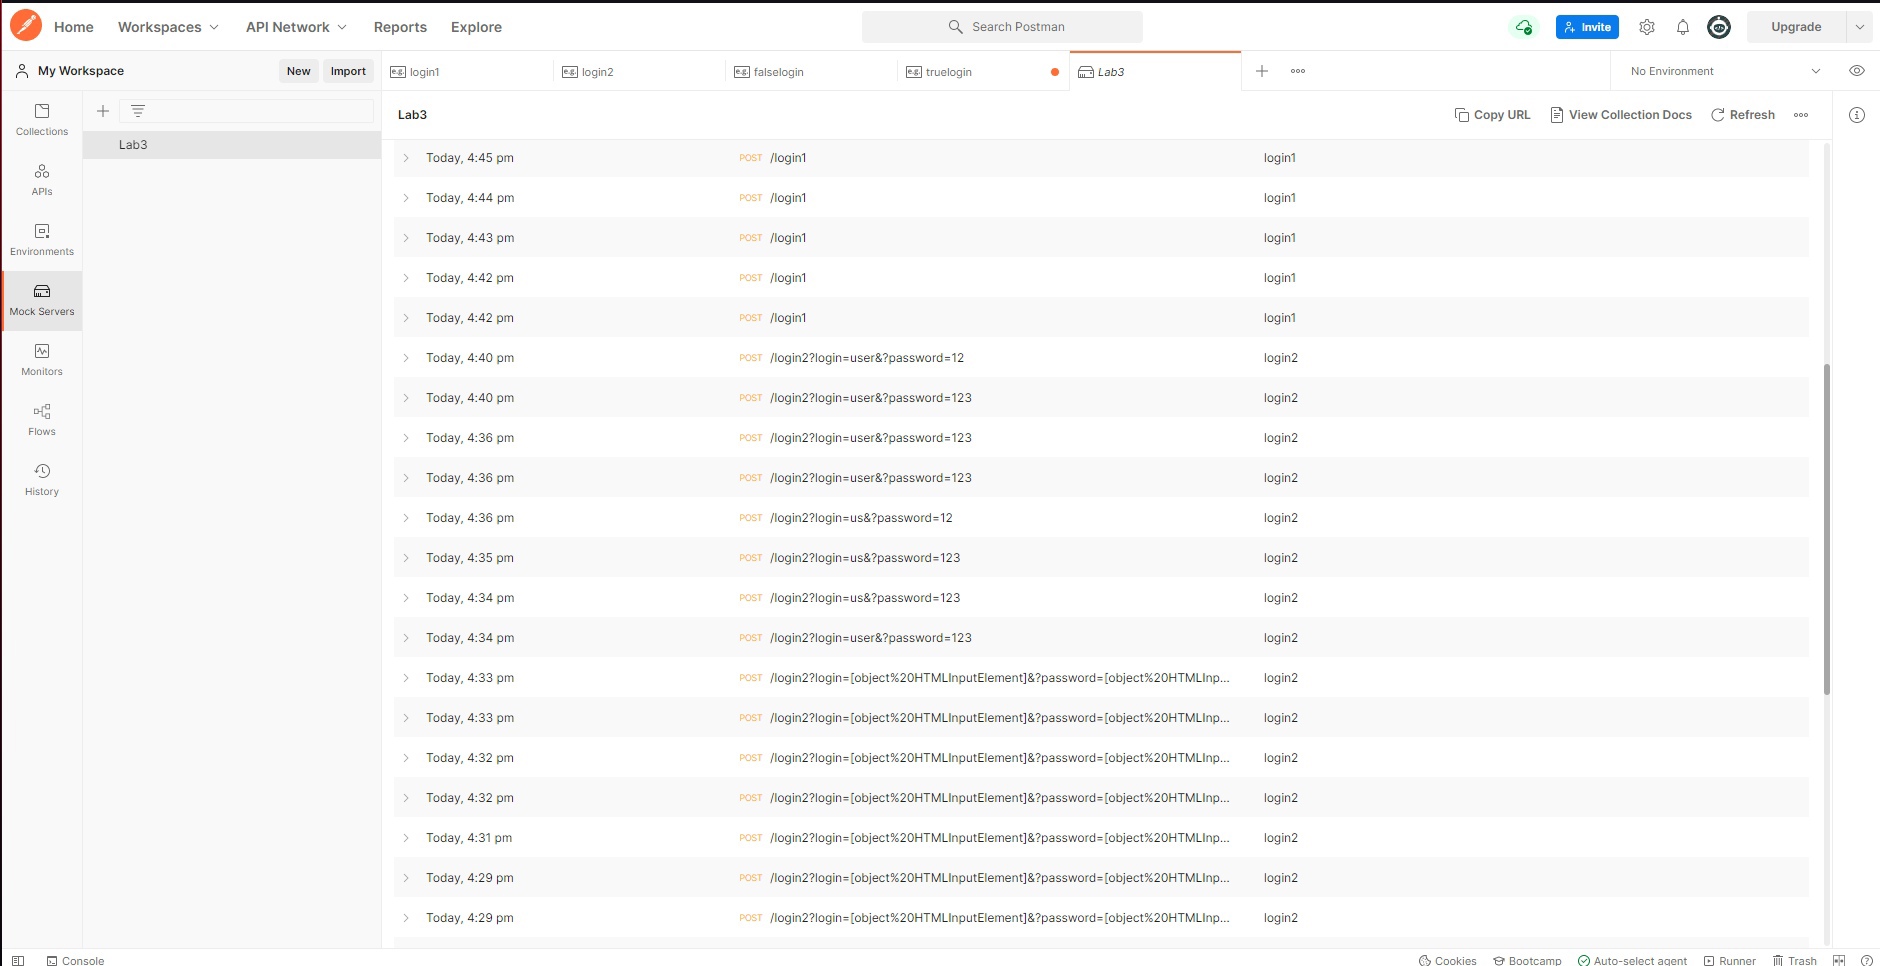 Home Workspaces API Network Reports Explore Search Postman Invite Upgrade
My Workspace New Import e.g. login1 e.g. login2 e.g. falselogin e.g. truelogin Lab3 No Environment
Collections
APIs
Environments
Mock Servers
Monitors
Flows
History
Lab3
Lab3 Copy URL View Collection Docs Refresh
Today, 4:45 pm POST /login1 login1
Today, 4:44 pm POST /login1 login1
Today, 4:43 pm POST /login1 login1
Today, 4:42 pm POST /login1 login1
Today, 4:42 pm POST /login1 login1
Today, 4:40 pm POST /login2?login=user&?password=12 login2
Today, 4:40 pm POST /login2?login=user&?password=123 login2
Today, 4:36 pm POST /login2?login=user&?password=123 login2
Today, 4:36 pm POST /login2?login=user&?password=123 login2
Today, 4:36 pm POST /login2?login=us&?password=12 login2
Today, 4:35 pm POST /login2?login=us&?password=123 login2
Today, 4:34 pm POST /login2?login=us&?password=123 login2
Today, 4:34 pm POST /login2?login=user&?password=123 login2
Today, 4:33 pm POST /login2?login=[object%20HTMLInputElement]&?password=[object%20HTMLInp... login2
Today, 4:33 pm POST /login2?login=[object%20HTMLInputElement]&?password=[object%20HTMLInp... login2
Today, 4:32 pm POST /login2?login=[object%20HTMLInputElement]&?password=[object%20HTMLInp... login2
Today, 4:32 pm POST /login2?login=[object%20HTMLInputElement]&?password=[object%20HTMLInp... login2
Today, 4:31 pm POST /login2?login=[object%20HTMLInputElement]&?password=[object%20HTMLInp... login2
Today, 4:29 pm POST /login2?login=[object%20HTMLInputElement]&?password=[object%20HTMLInp... login2
Today, 4:29 pm POST /login2?login=[object%20HTMLInputElement]&?password=[object%20HTMLInp... login2
Console Cookies Bootcamp Auto-select agent Runner Trash